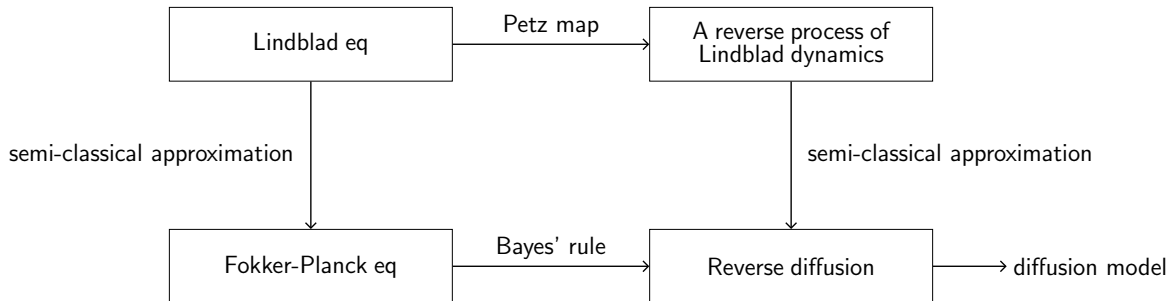 Lindblad eq
Petz map
A reverse process of
Lindblad dynamics
semi-classical approximation
semi-classical approximation
Fokker-Planck eq
Bayes' rule
Reverse diffusion
diffusion model